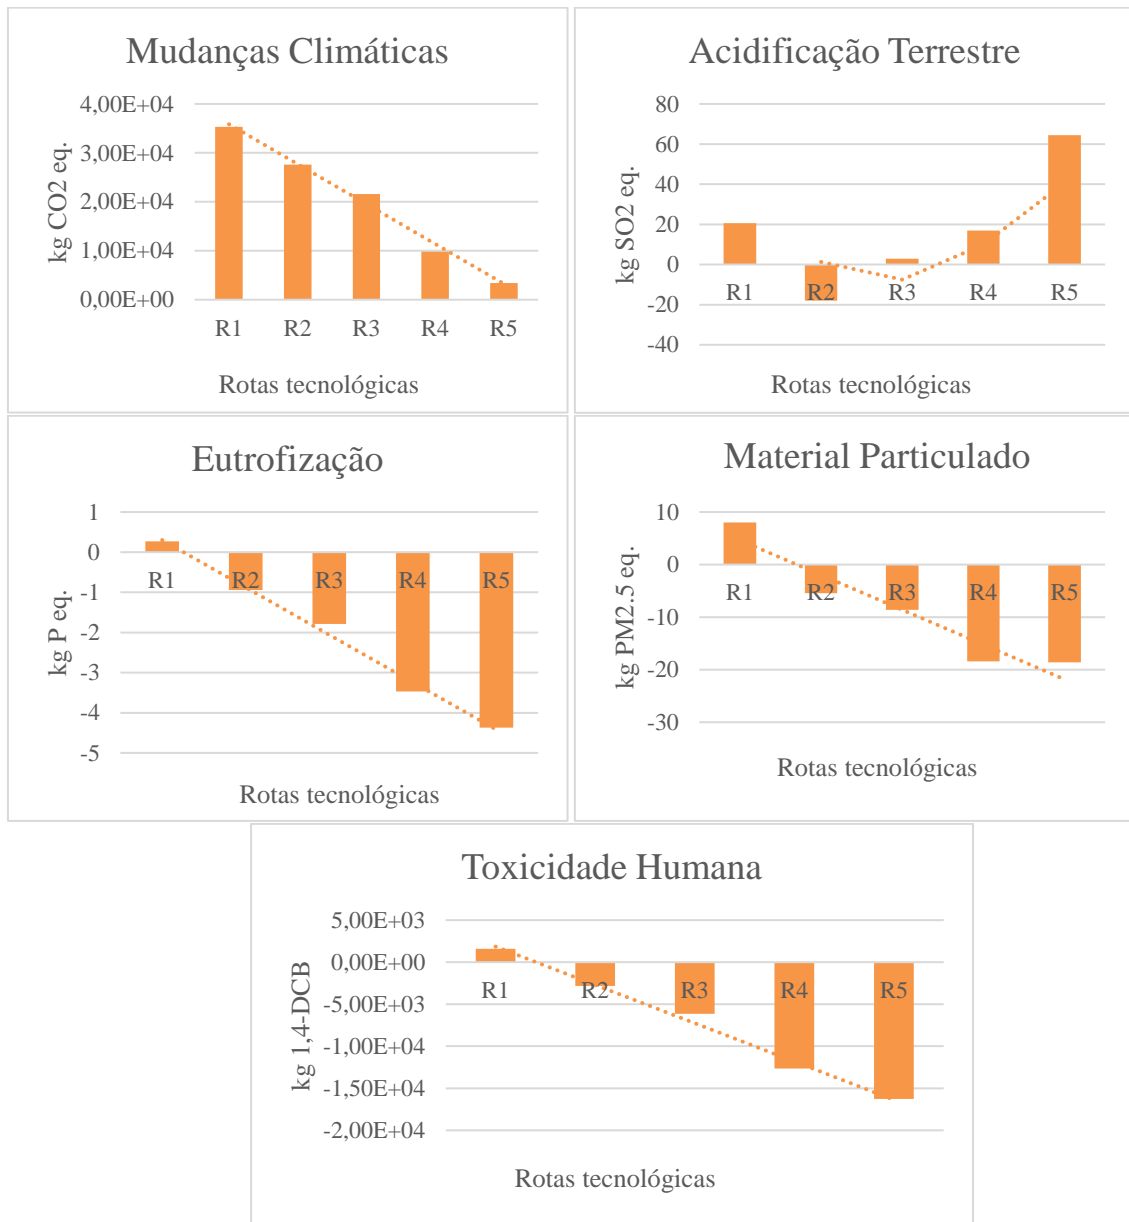 Mudanças Climáticas
kg CO2 eq.
4,00E+04
3,00E+04
2,00E+04
1,00E+04
0,00E+00
R1 R2 R3 R4 R5
Rotas tecnológicas
Acidificação Terrestre
kg SO2 eq.
80
60
40
20
0
-20
-40
R1 R2 R3 R4 R5
Rotas tecnológicas
Eutrofização
kg P eq.
1
0
-1
-2
-3
-4
-5
R1 R2 R3 R4 R5
Rotas tecnológicas
Material Particulado
kg PM2.5 eq.
10
0
-10
-20
-30
R1 R2 R3 R4 R5
Rotas tecnológicas
Toxicidade Humana
kg 1,4-DCB
5,00E+03
0,00E+00
-5,00E+03
-1,00E+04
-1,50E+04
-2,00E+04
R1 R2 R3 R4 R5
Rotas tecnológicas